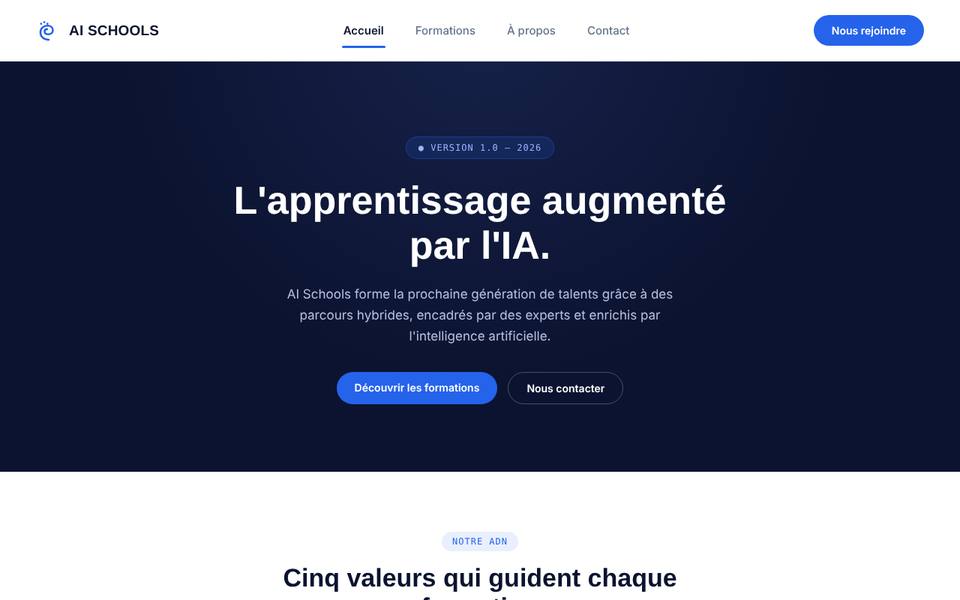 AI SCHOOLS
Accueil
Formations
À propos
Contact
Nous rejoindre
VERSION 1.0 — 2026
L'apprentissage augmenté
par l'IA.
AI Schools forme la prochaine génération de talents grâce à des
parcours hybrides, encadrés par des experts et enrichis par
l'intelligence artificielle.
Découvrir les formations
Nous contacter
NOTRE ADN
Cinq valeurs qui guident chaque